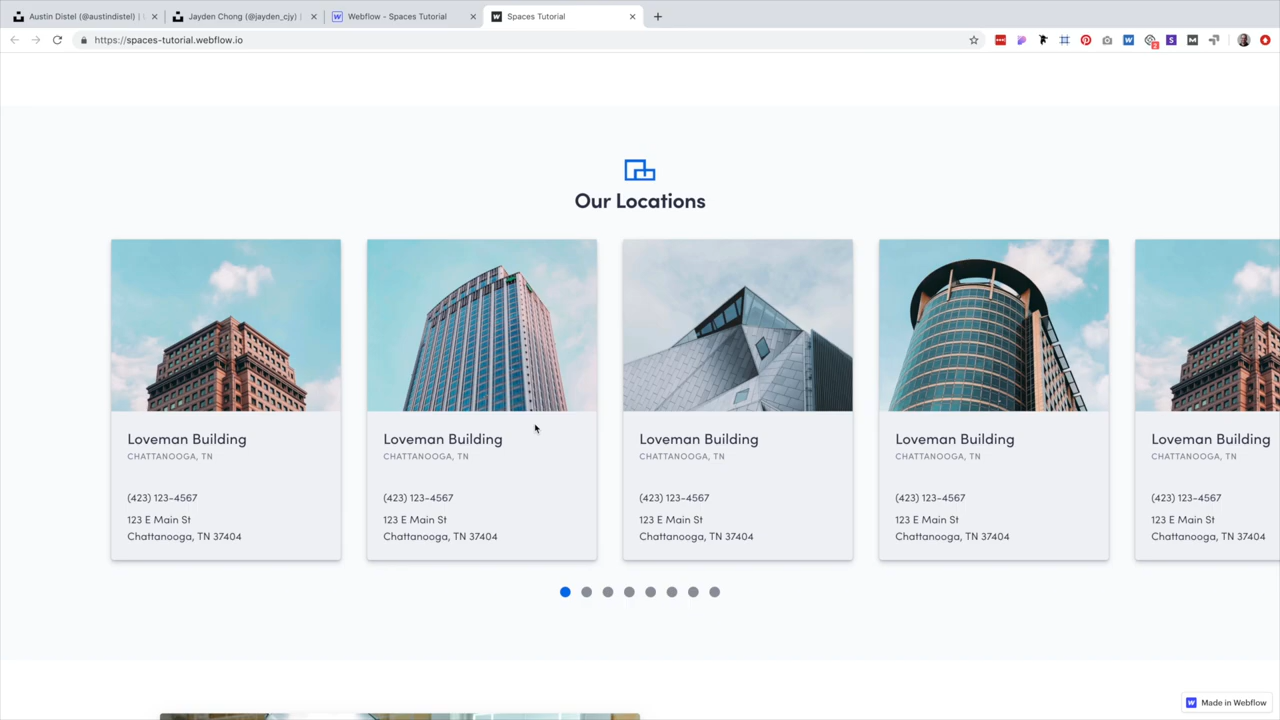 Austin Distel (@austindistel) |
Jayden Chong (@jayden_cjy) |
Webflow - Spaces Tutorial
Spaces Tutorial
https://spaces-tutorial.webflow.io
Our Locations
Loveman Building
CHATTANOOGA, TN
(423) 123-4567
123 E Main St
Chattanooga, TN 37404
Loveman Building
CHATTANOOGA, TN
(423) 123-4567
123 E Main St
Chattanooga, TN 37404
Loveman Building
CHATTANOOGA, TN
(423) 123-4567
123 E Main St
Chattanooga, TN 37404
Loveman Building
CHATTANOOGA, TN
(423) 123-4567
123 E Main St
Chattanooga, TN 37404
Loveman Building
CHATTANOOGA, TN
(423) 123-4567
123 E Main St
Chattanooga, TN 37404
Made in Webflow